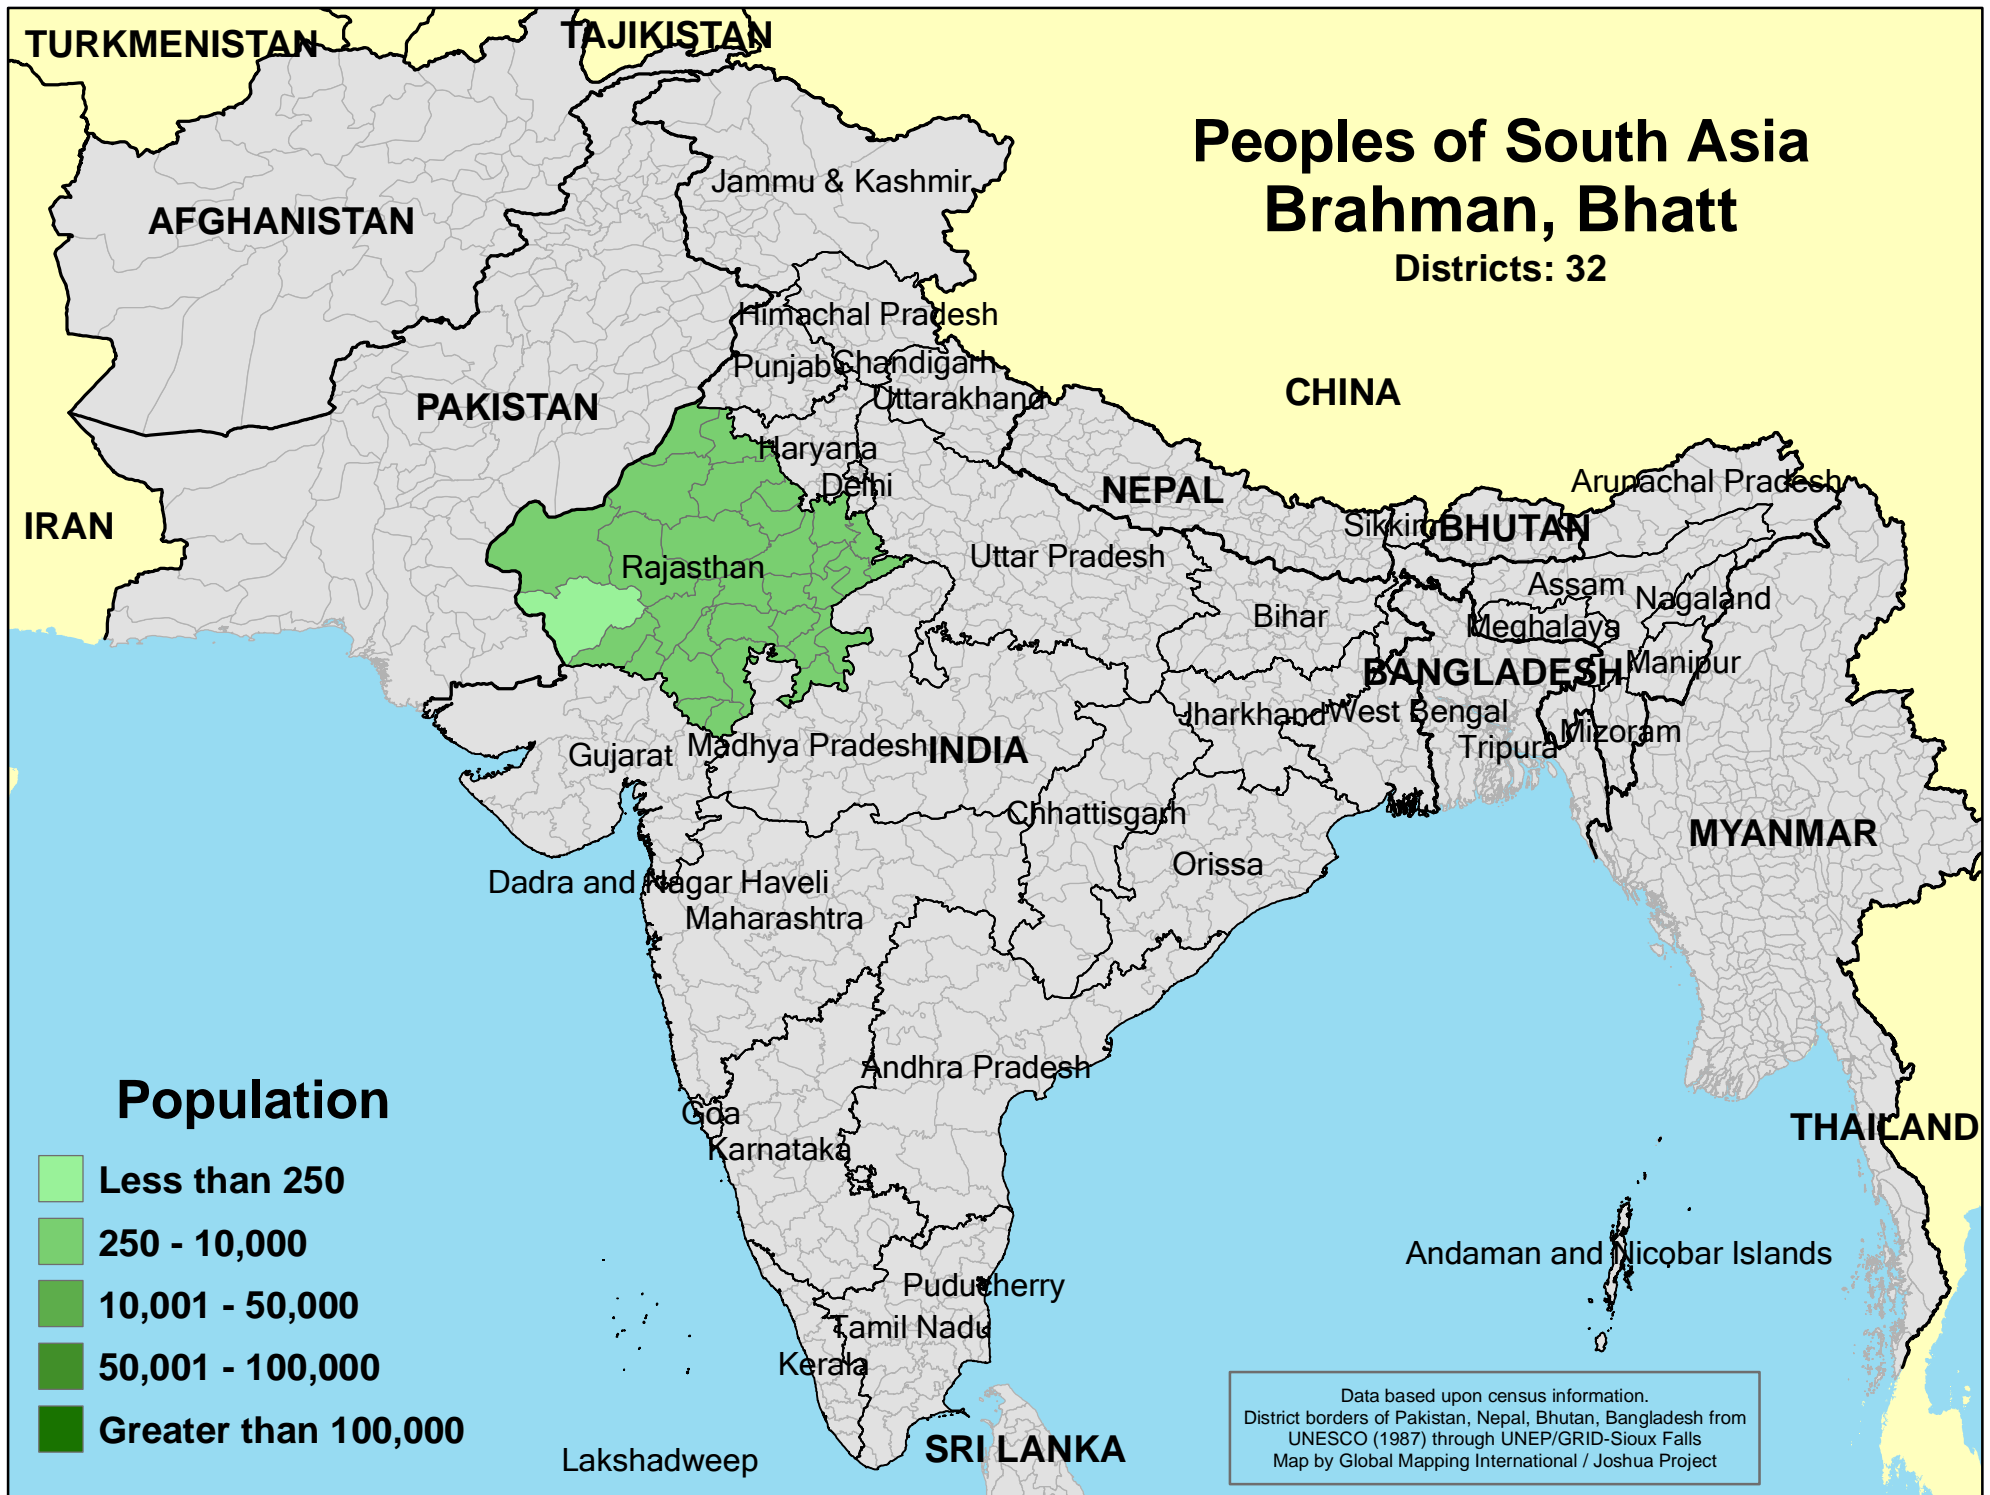 TURKMENISTAN
TAJIKISTAN
Peoples of South Asia
Brahman, Bhatt
Districts: 32
Jammu & Kashmir
AFGHANISTAN
Himachal Pradesh
Punjab
Chandigarh
Uttarakhand
CHINA
PAKISTAN
Haryana
Delhi
NEPAL
Arunachal Pradesh
IRAN
Sikkim
BHUTAN
Rajasthan
Uttar Pradesh
Assam
Nagaland
Bihar
Meghalaya
BANGLADESH
Manipur
Jharkhand
West Bengal
Mizoram
Tripura
Gujarat
Madhya Pradesh
INDIA
Chhattisgarh
MYANMAR
Orissa
Dadra and Nagar Haveli
Maharashtra
Andhra Pradesh
Goa
Karnataka
THAILAND
Population
Less than 250
250 - 10,000
10,001 - 50,000
50,001 - 100,000
Greater than 100,000
Andaman and Nicobar Islands
Puducherry
Tamil Nadu
Kerala
Lakshadweep
SRI LANKA
Data based upon census information.
District borders of Pakistan, Nepal, Bhutan, Bangladesh from
UNESCO (1987) through UNEP/GRID-Sioux Falls
Map by Global Mapping International / Joshua Project